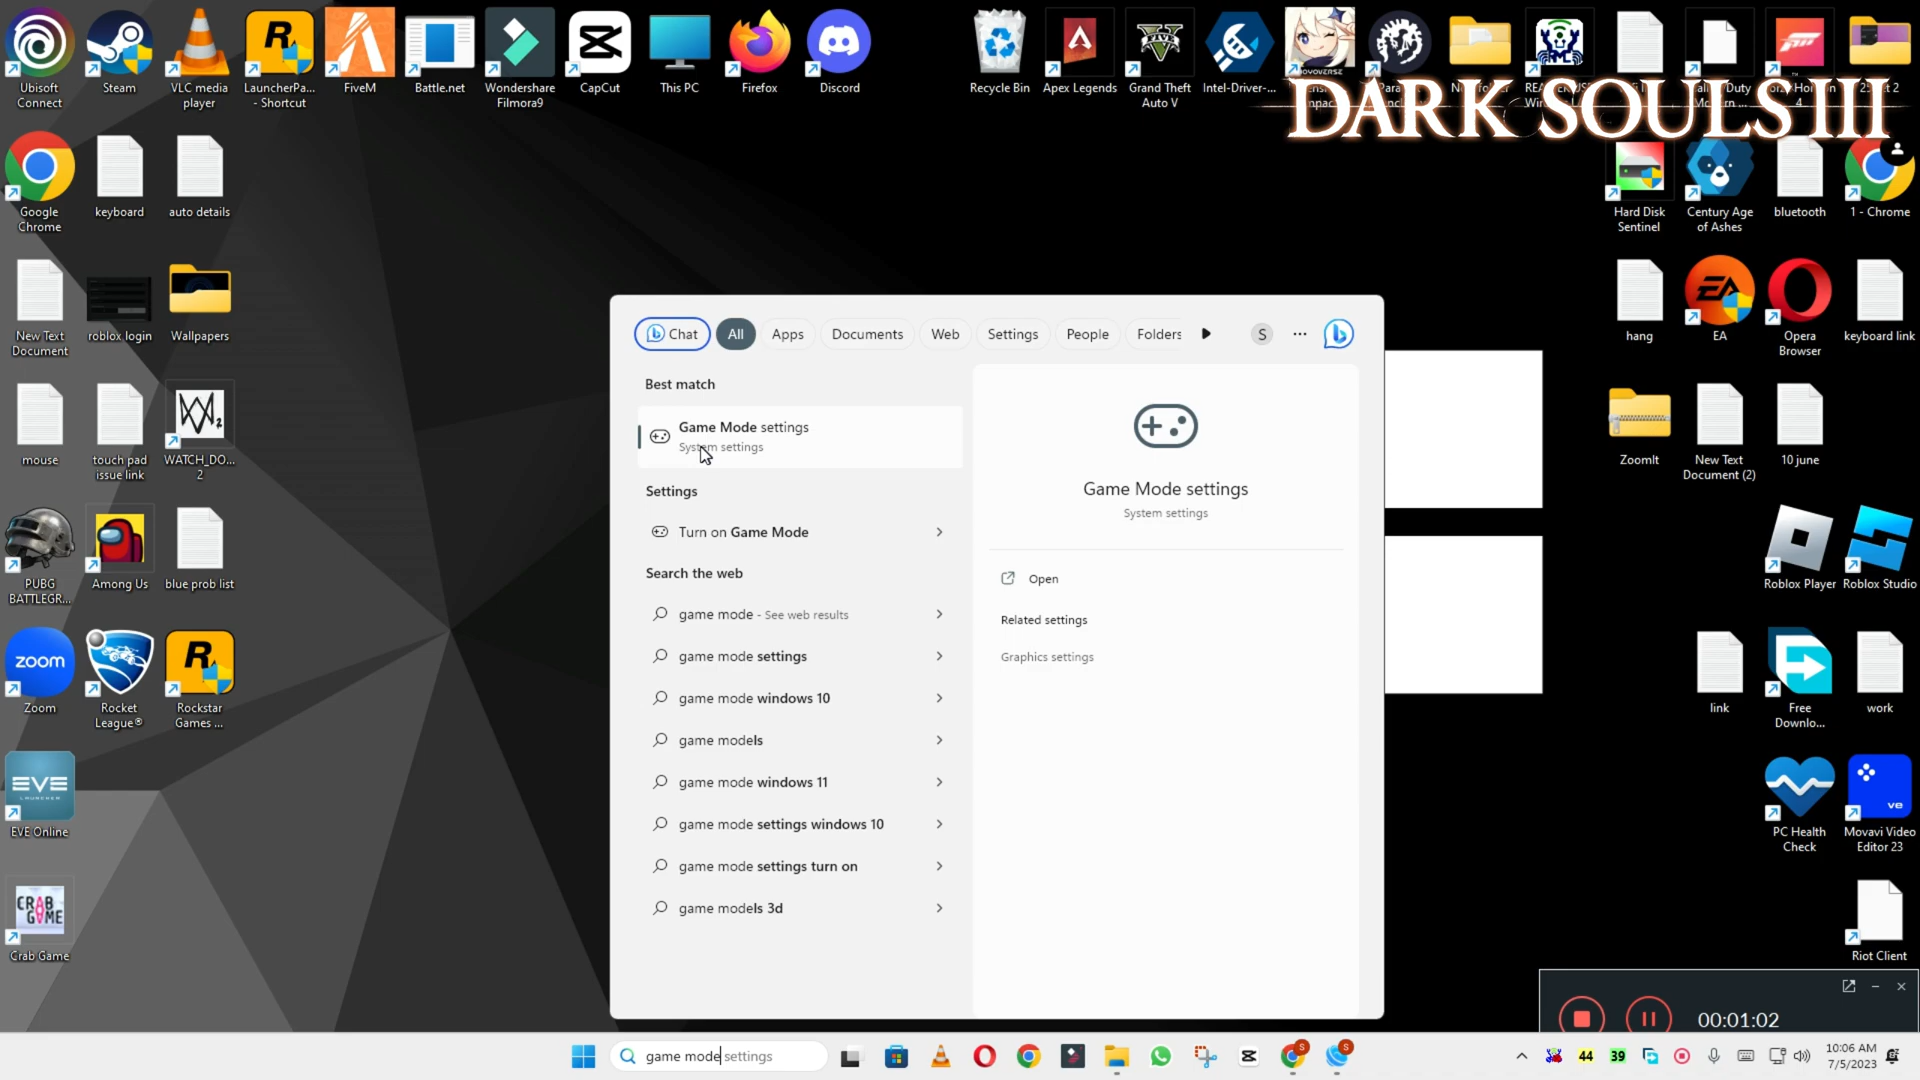 Ubisoft
Connect
Steam
VLC media
player
LauncherPa...
- Shortcut
FiveM
Battle.net
Wondershare
Filmora9
CapCut
This PC
Firefox
Discord
Recycle Bin
Apex Legends
Grand Theft
Auto V
Intel-Driver-...
DARK SOULS III
Google
Chrome
keyboard
auto details
Hard Disk
Sentinel
Century Age
of Ashes
bluetooth
1 - Chrome
New Text
Document
roblox login
Wallpapers
hang
EA
Opera
Browser
keyboard link
mouse
touch pad
issue link
WATCH_DO...
2
ZoomIt
New Text
Document (2)
10 june
PUBG
BATTLEGR...
Among Us
blue prob list
Roblox Player
Roblox Studio
zoom
Zoom
Rocket
League®
Rockstar
Games ...
link
Free
Downlo...
work
EVE
LAUNCHER
EVE Online
PC Health
Check
Movavi Video
Editor 23
CRAB
GAME
Crab Game
Riot Client
Chat
All
Apps
Documents
Web
Settings
People
Folders
S
Best match
Game Mode settings
System settings
Settings
Turn on Game Mode
Search the web
game mode - See web results
game mode settings
game mode windows 10
game models
game mode windows 11
game mode settings windows 10
game mode settings turn on
game models 3d
Game Mode settings
System settings
Open
Related settings
Graphics settings
00:01:02
game mode settings
44
39
10:06 AM
7/5/2023